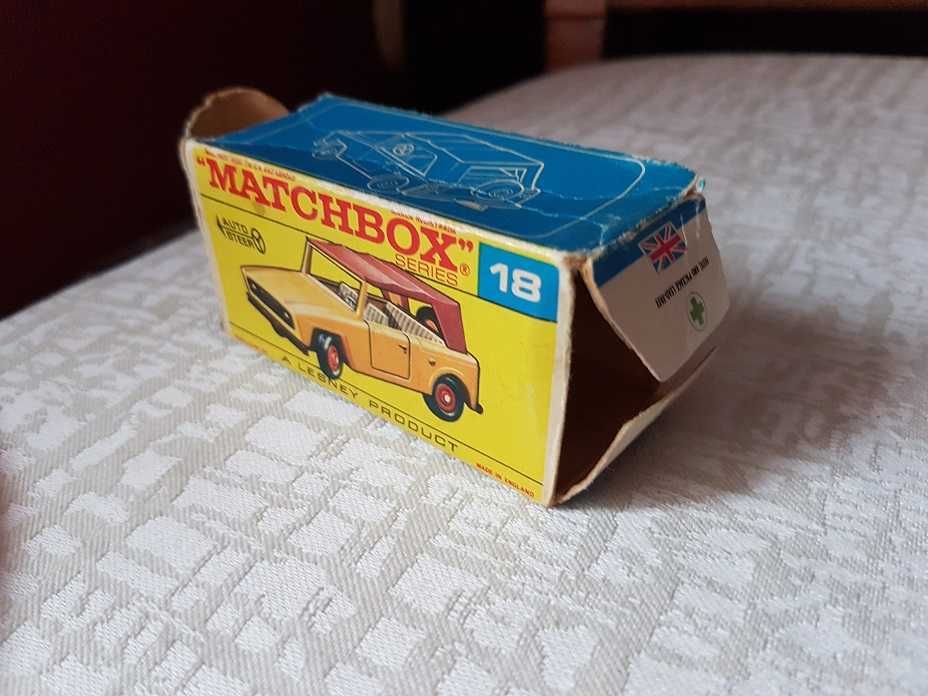 "MATCHBOX"®
SERIES
AUTO
STEER
18
A LESNEY PRODUCT
MADE IN ENGLAND